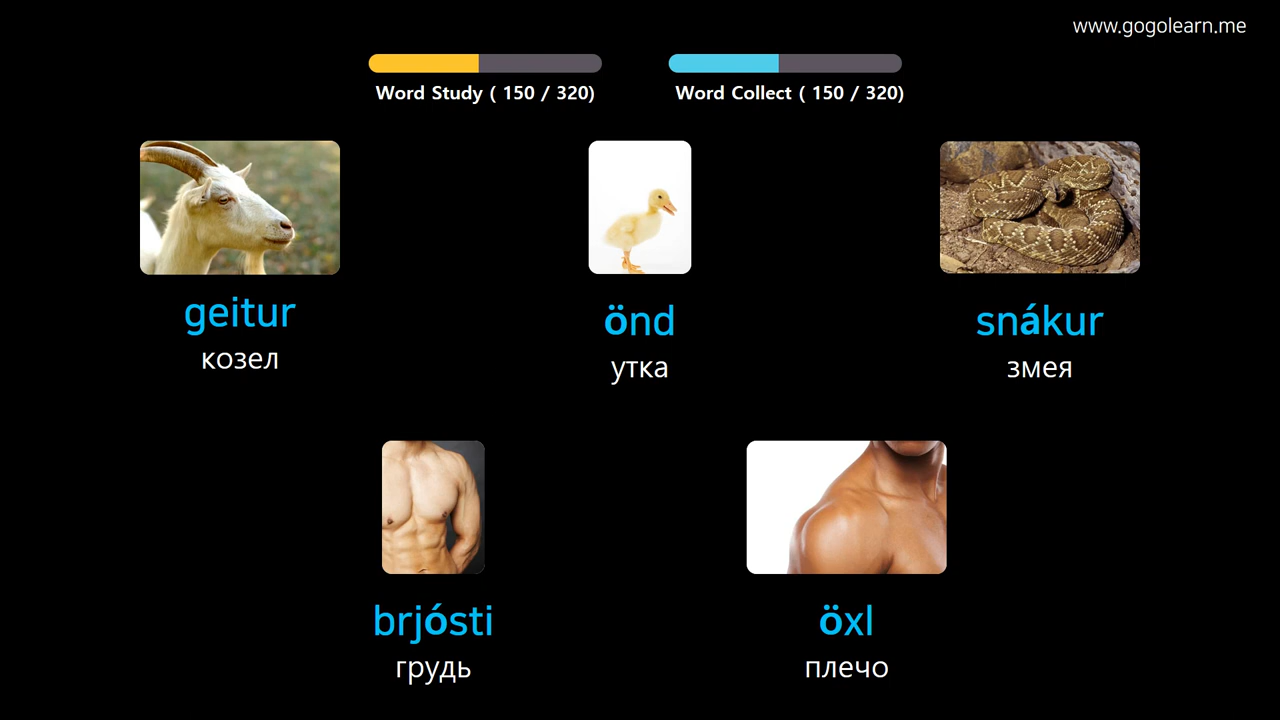 www.gogolearn.me
Word Study ( 150 / 320)
Word Collect ( 150 / 320)
geitur
козел
önd
утка
snákur
змея
brjósti
грудь
öxl
плечо